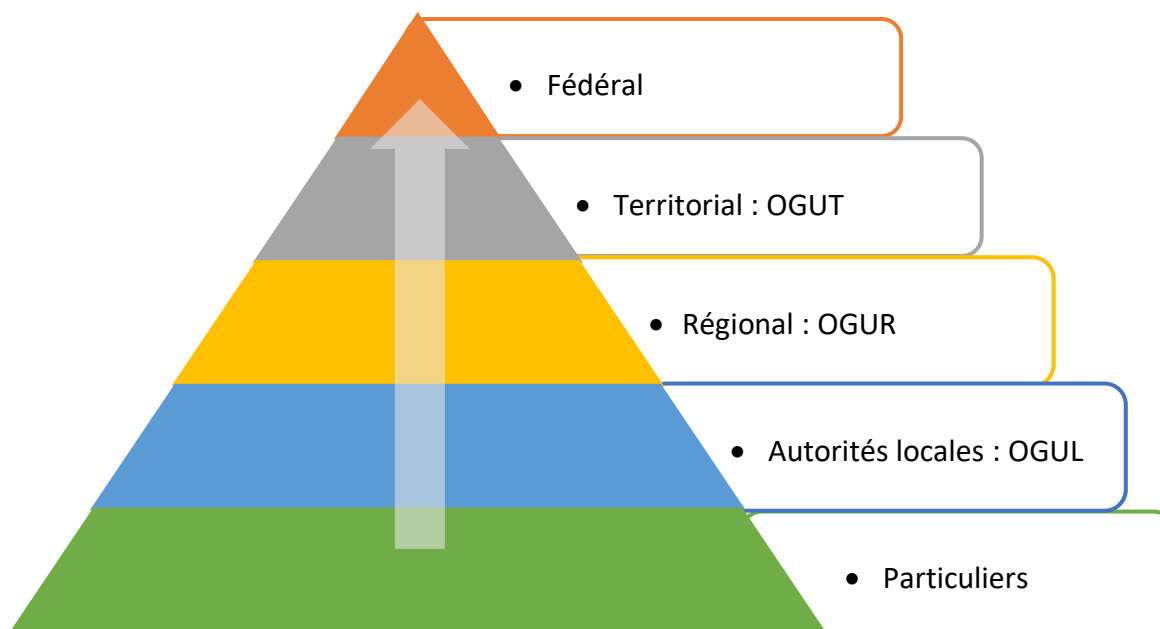 • Fédéral
• Territorial : OGUT
• Régional : OGUR
• Autorités locales : OGUL
• Particuliers